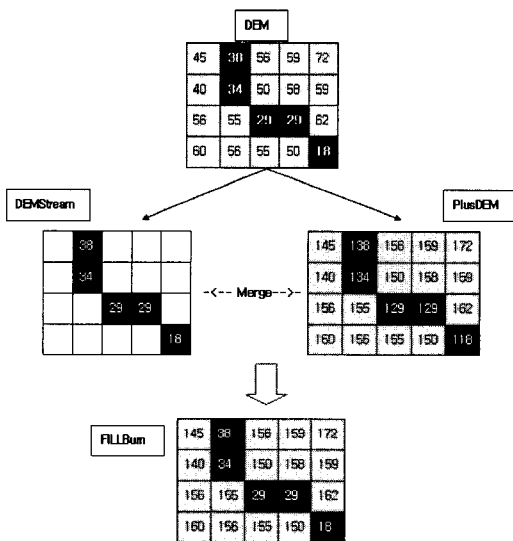 DEM
45 38 56 59 72
40 34 50 58 59
56 55 29 29 62
60 56 55 50 18
DEMStream
PlusDEM
38
34
29 29
18
<-- Merge-->
145 138 156 159 172
140 134 150 158 159
156 155 129 129 162
160 156 155 150 118
FILLBurn
145 38 156 159 172
140 34 150 158 159
156 155 29 29 162
160 156 155 150 18